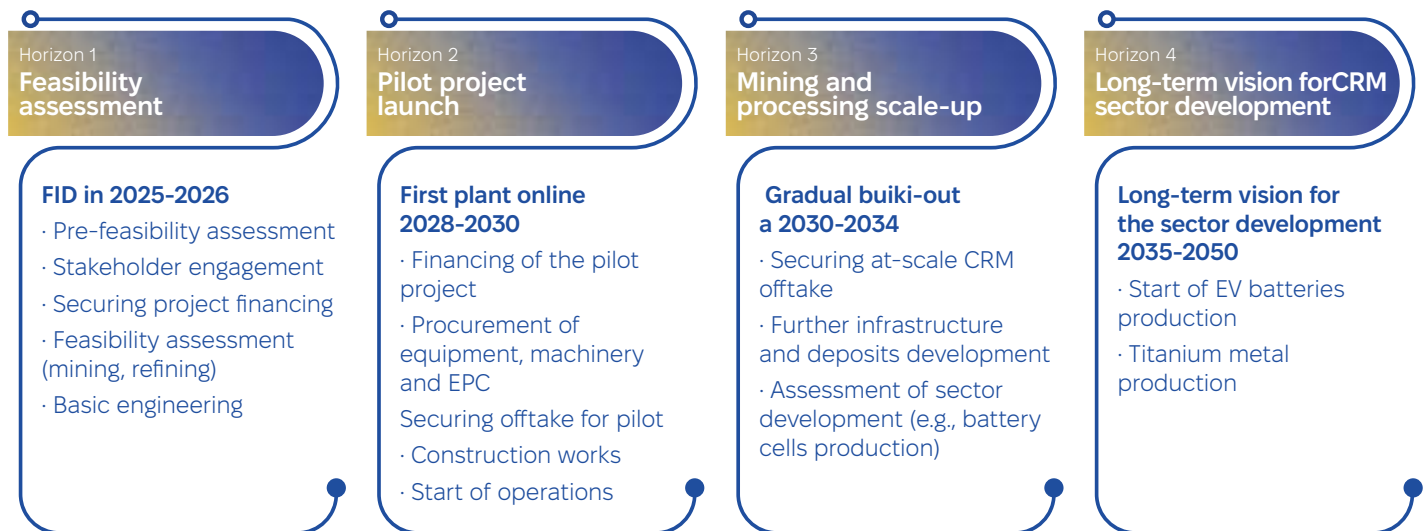 Horizon 1
Feasibility
assessment
FID in 2025-2026
· Pre-feasibility assessment
· Stakeholder engagement
· Securing project financing
· Feasibility assessment
(mining, refining)
· Basic engineering
Horizon 2
Pilot project
launch
First plant online
2028-2030
· Financing of the pilot
project
· Procurement of
equipment, machinery
and EPC
Securing offtake for pilot
· Construction works
· Start of operations
Horizon 3
Mining and
processing scale-up
Gradual buiki-out
a 2030-2034
· Securing at-scale CRM
offtake
· Further infrastructure
and deposits development
· Assessment of sector
development (e.g., battery
cells production)
Horizon 4
Long-term vision forCRM
sector development
Long-term vision for
the sector development
2035-2050
· Start of EV batteries
production
· Titanium metal
production